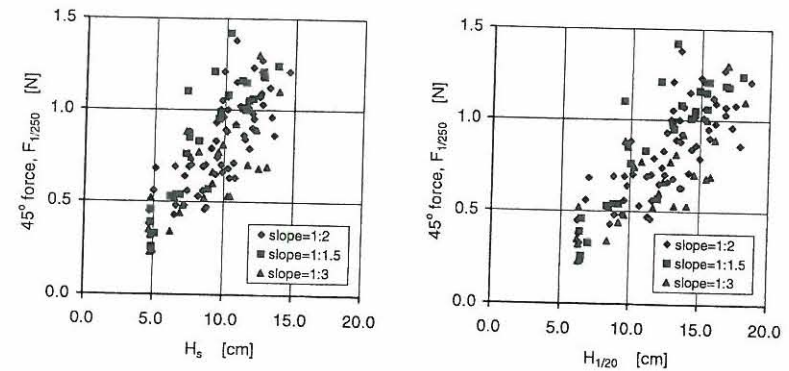 1.5
1.0
0.5
0.0
45° force, F1/250 [N]
slope=1:2
slope=1:1.5
slope=1:3
0.0 5.0 10.0 15.0 20.0
Hs [cm]
1.5
1.0
0.5
0.0
45° force, F1/250 [N]
slope=1:2
slope=1:1.5
slope=1:3
0.0 5.0 10.0 15.0 20.0
H1/20 [cm]